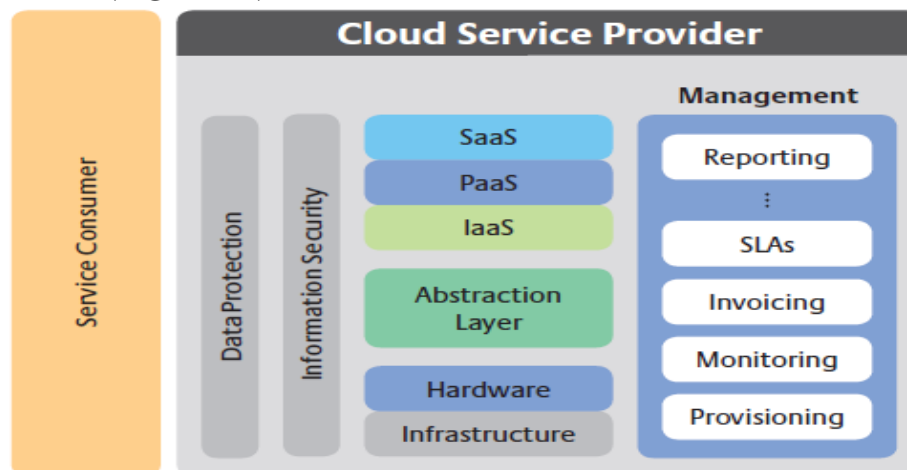 Cloud Service Provider
Service Consumer
Data Protection
Information Security
SaaS
PaaS
IaaS
Abstraction
Layer
Hardware
Infrastructure
Management
Reporting
...
SLAs
Invoicing
Monitoring
Provisioning